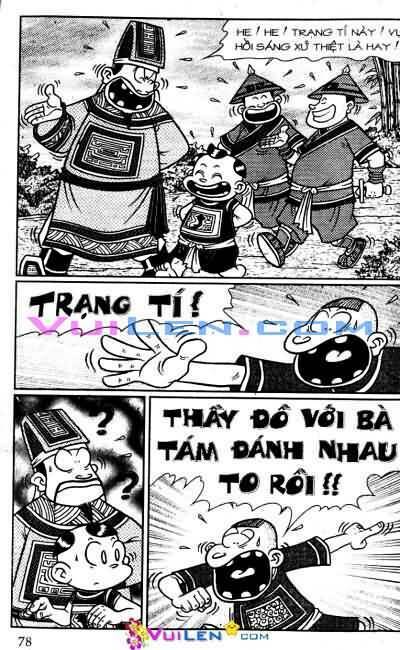 HE! HE! TRẠNG TÍ NÀY! VỤ
HỒI SÁNG XỬ THIỆT LÀ HAY!
TRẠNG TÍ!
VUILEN.COM
?
?
THẦY ĐỒ VỚI BÀ
TÁM ĐÁNH NHAU
TO RỒI!!
78
VUILEN.COM